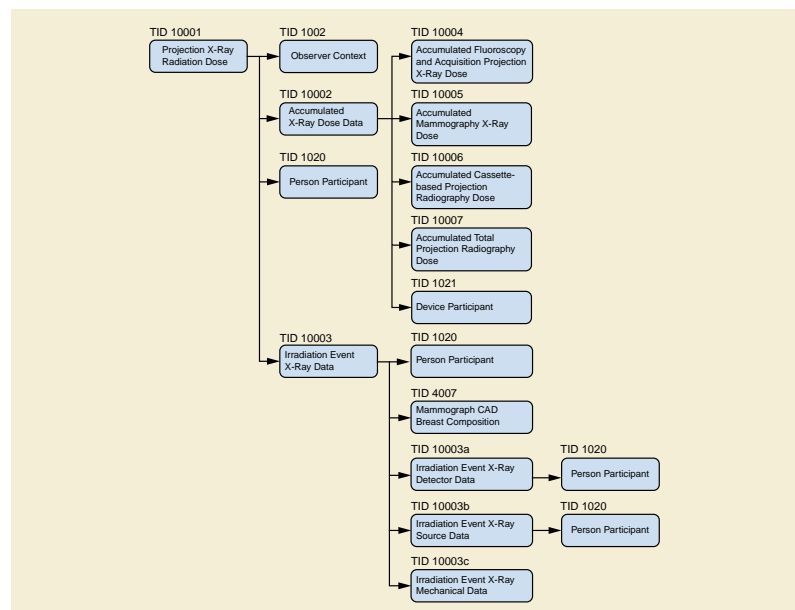 TID 10001
Projection X-Ray
Radiation Dose
TID 1002
Observer Context
TID 10002
Accumulated
X-Ray Dose Data
TID 1020
Person Participant
TID 10004
Accumulated Fluoroscopy
and Acquisition Projection
X-Ray Dose
TID 10005
Accumulated
Mammography X-Ray
Dose
TID 10006
Accumulated Cassette-
based Projection
Radiography Dose
TID 10007
Accumulated Total
Projection Radiography
Dose
TID 1021
Device Participant
TID 10003
Irradiation Event
X-Ray Data
TID 1020
Person Participant
TID 4007
Mammograph CAD
Breast Composition
TID 10003a
Irradiation Event X-Ray
Detector Data
TID 1020
Person Participant
TID 10003b
Irradiation Event X-Ray
Source Data
TID 1020
Person Participant
TID 10003c
Irradiation Event X-Ray
Mechanical Data